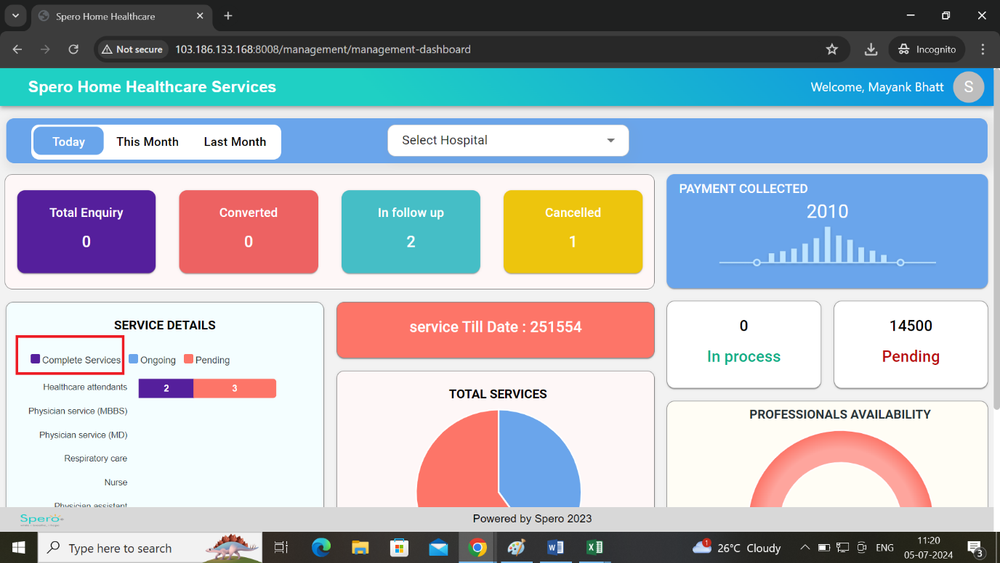 Spero Home Healthcare
Not secure
103.186.133.168:8008/management/management-dashboard
Incognito
Spero Home Healthcare Services
Welcome, Mayank Bhatt
S
Today
This Month
Last Month
Select Hospital
Total Enquiry
0
Converted
0
In follow up
2
Cancelled
1
PAYMENT COLLECTED
2010
SERVICE DETAILS
Complete Services
Ongoing
Pending
Healthcare attendants
2
3
Physician service (MBBS)
Physician service (MD)
Respiratory care
Nurse
Physician assistant
service Till Date : 251554
TOTAL SERVICES
0
In process
14500
Pending
PROFESSIONALS AVAILABILITY
Spero
Powered by Spero 2023
Type here to search
1
26°C Cloudy
ENG
11:20
05-07-2024
3